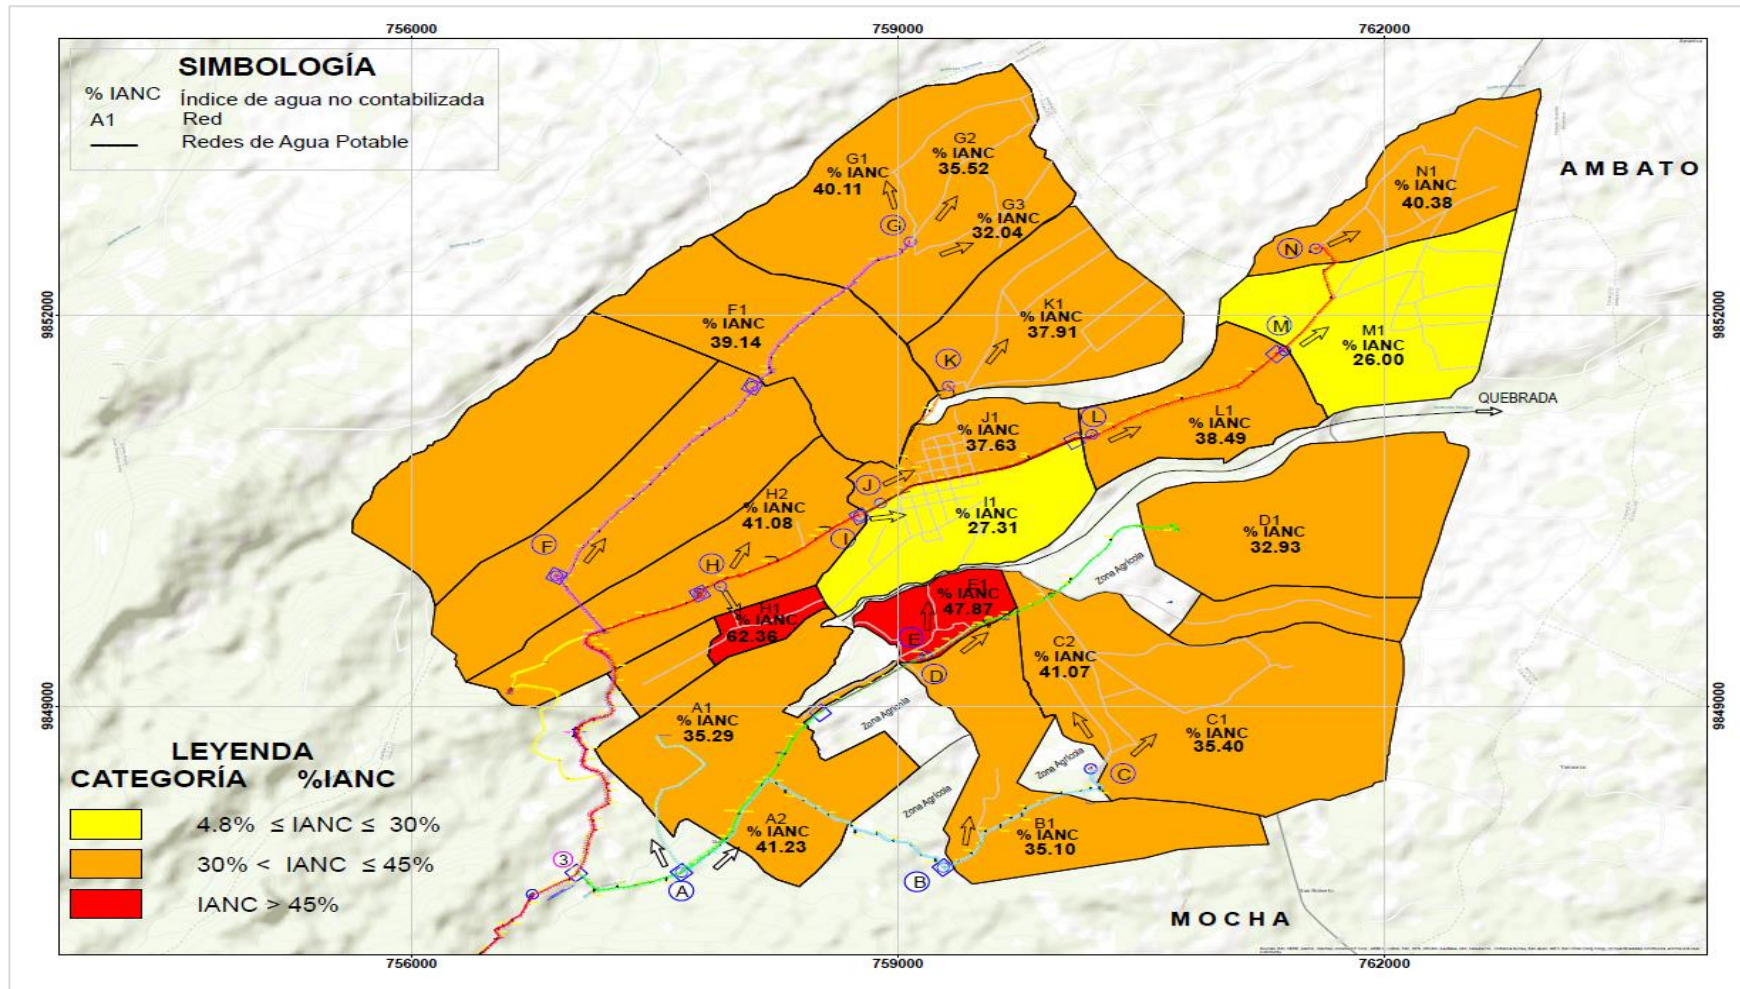 756000 759000 762000
SIMBOLOGÍA
% IANC Índice de agua no contabilizada
A1 Red
Redes de Agua Potable
AMBATO
G2
% IANC
35.52
G1
% IANC
40.11
G3
% IANC
32.04
G
N1
% IANC
40.38
N
9852000
9852000
F1
% IANC
39.14
K1
% IANC
37.91
K
M
M1
% IANC
26.00
QUEBRADA
J1
% IANC
37.63
L
L1
% IANC
38.49
H2
% IANC
41.08
J
I
I1
% IANC
27.31
D1
% IANC
32.93
F
H
Zona Agrícola
H1
% IANC
62.36
E1
% IANC
47.87
E
D
C2
% IANC
41.07
9849000
9849000
A1
% IANC
35.29
Zona Agrícola
C1
% IANC
35.40
Zona Agrícola
C
Zona Agrícola
A2
% IANC
41.23
B1
% IANC
35.10
3
A
B
LEYENDA
CATEGORÍA %IANC
4.8% ≤ IANC ≤ 30%
30% < IANC ≤ 45%
IANC > 45%
MOCHA
756000 759000 762000